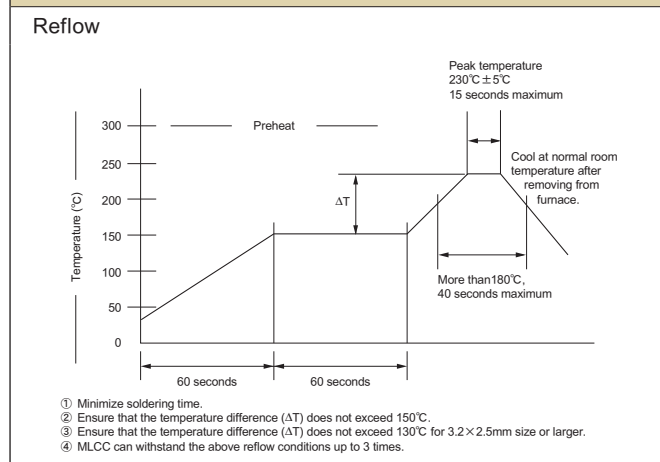 Reflow
Peak temperature
230℃±5℃
15 seconds maximum
Preheat
Cool at normal room
temperature after
removing from
furnace.
Temperature (℃)
300
250
200
150
100
50
0
ΔT
More than180℃,
40 seconds maximum
60 seconds
60 seconds
① Minimize soldering time.
② Ensure that the temperature difference (ΔT) does not exceed 150℃.
③ Ensure that the temperature difference (ΔT) does not exceed 130℃ for 3.2×2.5mm size or larger.
④ MLCC can withstand the above reflow conditions up to 3 times.